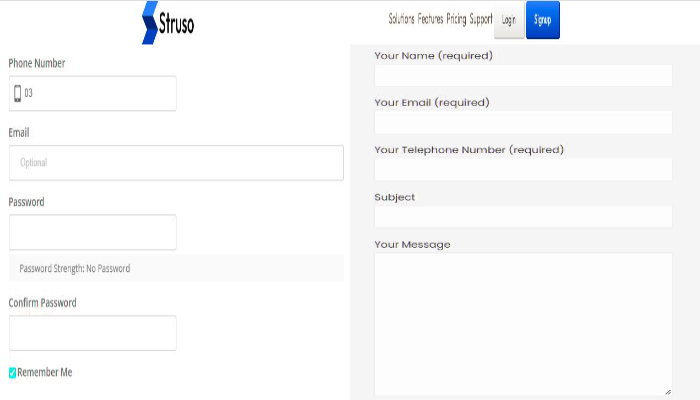 Struso
Solutions Features Pricing Support Login Signup
Phone Number
03
Email
Optional
Password
Password Strength: No Password
Confirm Password
Remember Me
Your Name (required)
Your Email (required)
Your Telephone Number (required)
Subject
Your Message